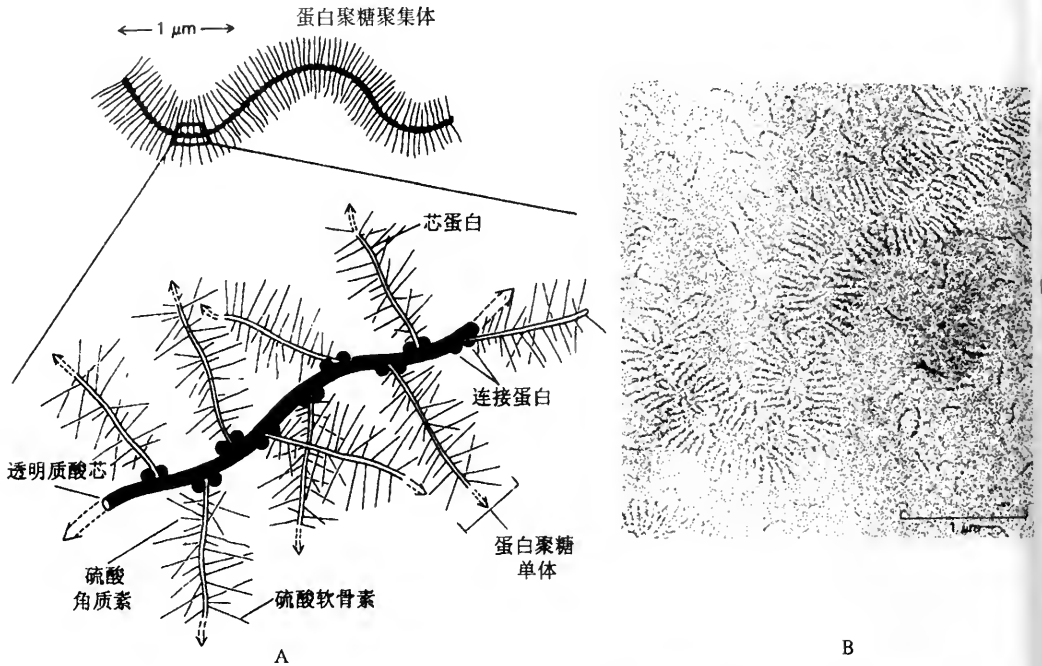 蛋白聚糖聚集体
1 μm
芯蛋白
连接蛋白
透明质酸芯
蛋白聚糖
单体
硫酸
角质素
硫酸软骨素
A
1 μm
B